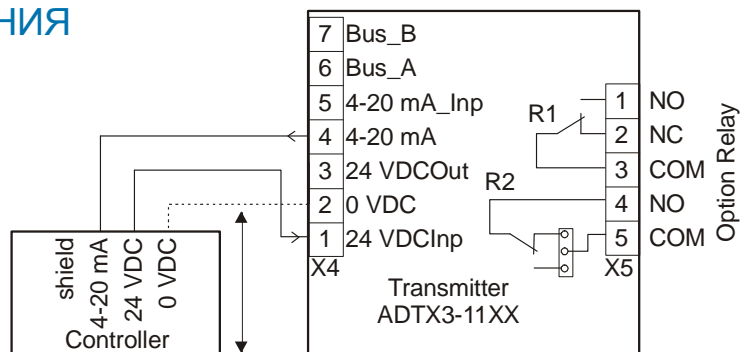 НИЯ
7 Bus_B
6 Bus_A
5 4-20 mA_Inp
4 4-20 mA
3 24 VDCOut
2 0 VDC
1 24 VDCInp
X4
R1
R2
1 NO
2 NC
3 COM
4 NO
5 COM
X5
Option Relay
Transmitter
ADTX3-11XX
shield
4-20 mA
24 VDC
0 VDC
Controller